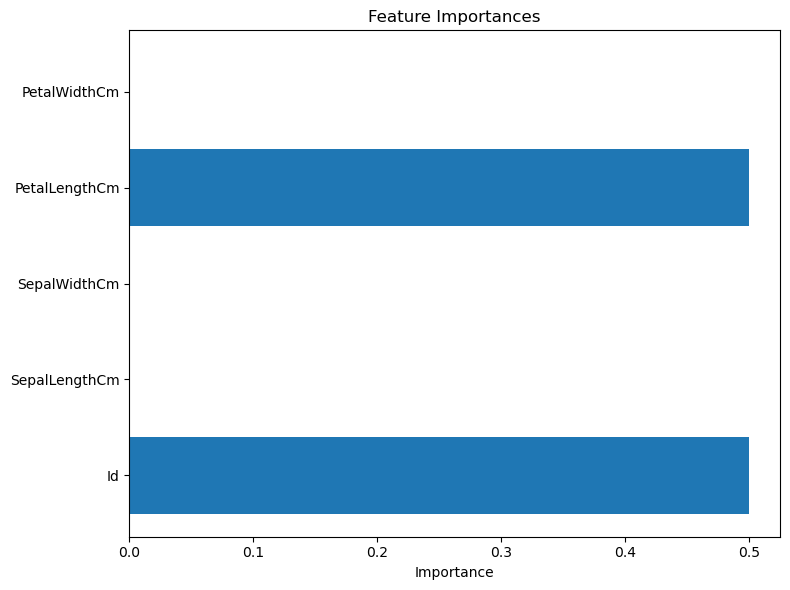 Feature Importances
PetalWidthCm
PetalLengthCm
SepalWidthCm
SepalLengthCm
Id
0.0 0.1 0.2 0.3 0.4 0.5
Importance